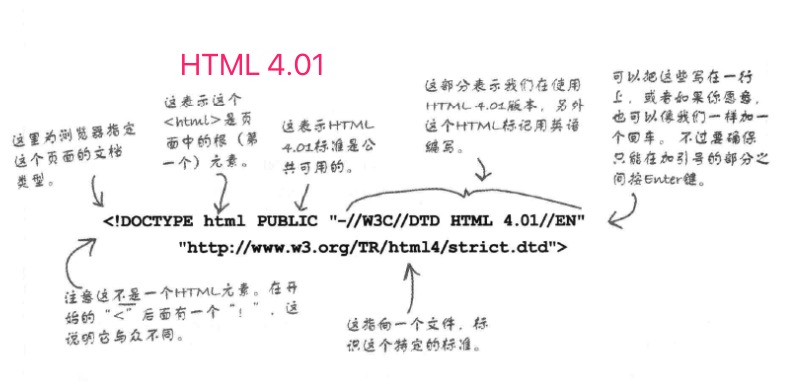 HTML 4.01
这里为浏览器指定
这个页面的文档
类型。
这表示这个
<html>是页
面中的根（第
一个）元素。
这表示HTML
4.01标准是公
共可用的。
这部分表示我们在使用
HTML 4.01版本，另外
这个HTML标记用英语
编写。
可以把这些写在一行
上，或者如果你愿意，
也可以像我们一样加一
个回车。 不过要确保
只能在加引号的部分之
间按Enter键。
<!DOCTYPE html PUBLIC "-//W3C//DTD HTML 4.01//EN"
"http://www.w3.org/TR/html4/strict.dtd">
注意这不是一个HTML元素。在开
始的“<”后面有一个“！”，这
说明它与众不同。
这指向一个文件，标
识这个特定的标准。